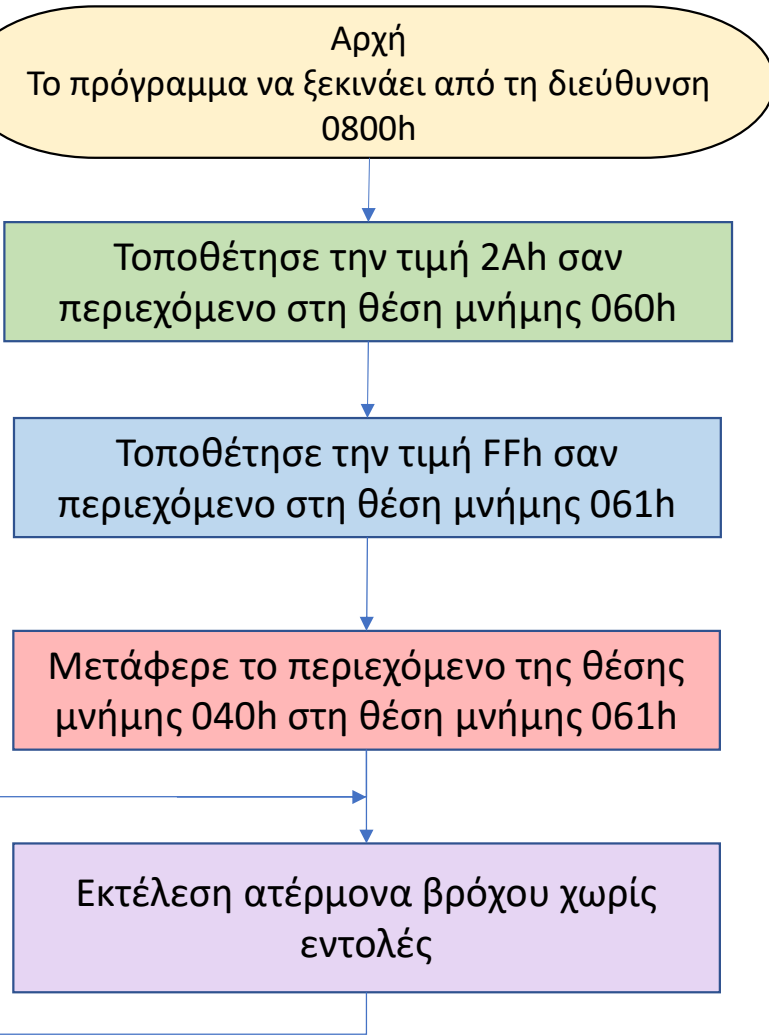 Αρχή
Το πρόγραμμα να ξεκινάει από τη διεύθυνση
0800h
Τοποθέτησε την τιμή 2Ah σαν
περιεχόμενο στη θέση μνήμης 060h
Τοποθέτησε την τιμή FFh σαν
περιεχόμενο στη θέση μνήμης 061h
Μετάφερε το περιεχόμενο της θέσης
μνήμης 040h στη θέση μνήμης 061h
Εκτέλεση ατέρμονα βρόχου χωρίς
εντολές